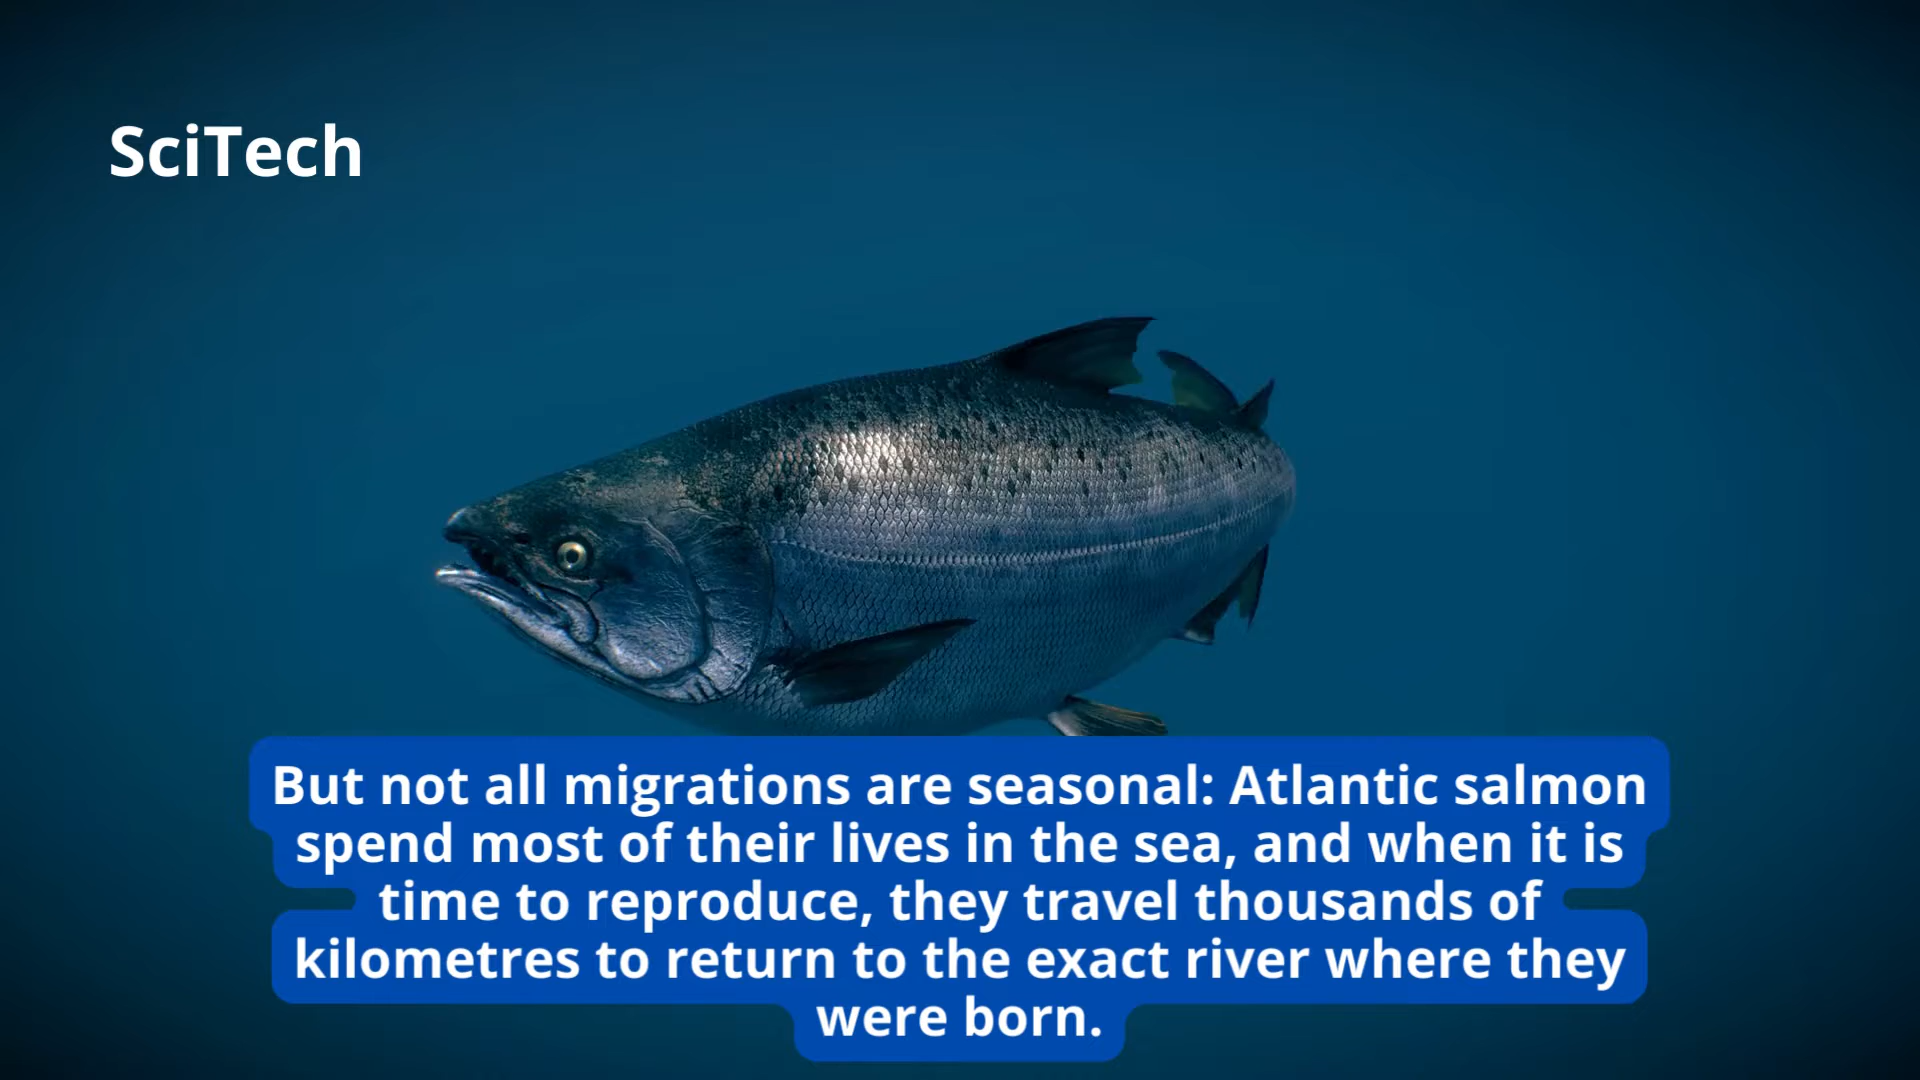 SciTech
But not all migrations are seasonal: Atlantic salmon
spend most of their lives in the sea, and when it is
time to reproduce, they travel thousands of
kilometres to return to the exact river where they
were born.